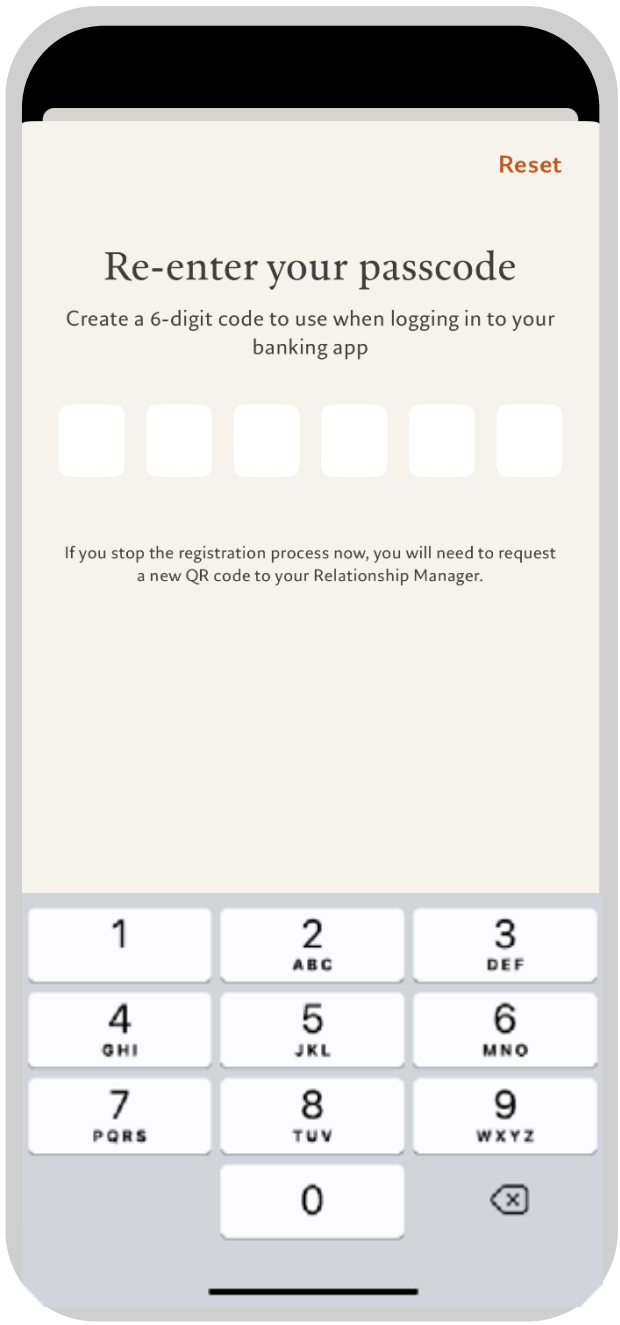 Reset
Re-enter your passcode
Create a 6-digit code to use when logging in to your
banking app
If you stop the registration process now, you will need to request
a new QR code to your Relationship Manager.
1 2 3
ABC DEF
4 5 6
GHI JKL MNO
7 8 9
PQRS TUV WXYZ
0